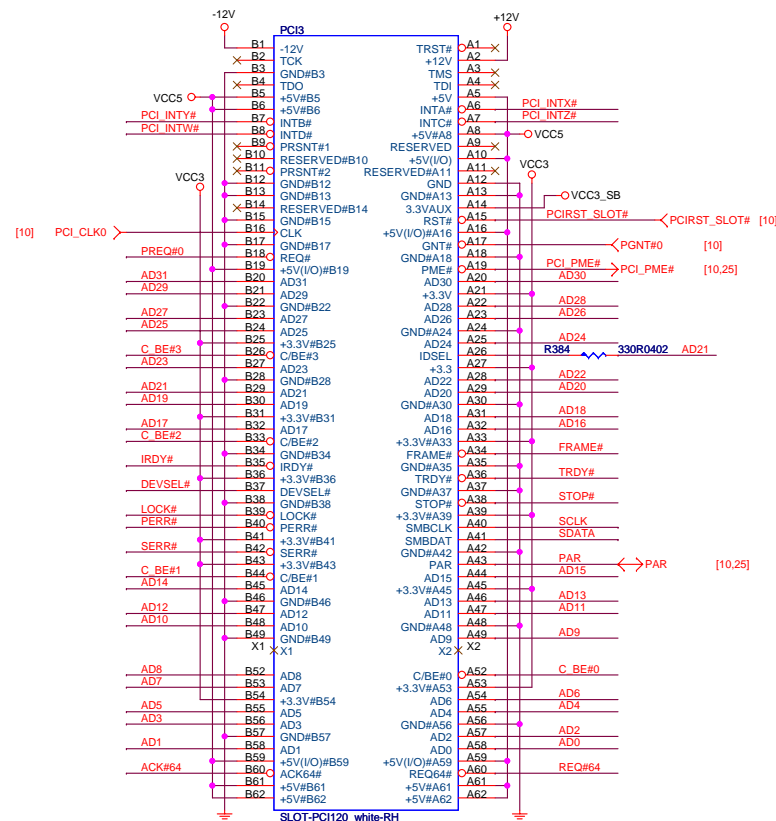 -12V +12V
PCI3
B1 -12V TRST# A1
B2 TCK +12V A2
B3 GND#B3 TMS A3
B4 TDO TDI A4
VCC5 B5 +5V#B5 +5V A5
B6 +5V#B6 INTA# A6 PCI_INTX#
PCI_INTY# B7 INTB# INTC# A7 PCI_INTZ#
PCI_INTW# B8 INTD# +5V#A8 A8 VCC5
B9 PRSNT#1 RESERVED A9
B10 RESERVED#B10 +5V(I/O) A10
B11 PRSNT#2 RESERVED#A11 A11
VCC3 B12 GND#B12 GND A12 VCC3
B13 GND#B13 GND#A13 A13
B14 RESERVED#B14 3.3VAUX A14 VCC3_SB
B15 GND#B15 RST# A15 PCIRST_SLOT# PCIRST_SLOT# [10]
[10] PCI_CLK0 B16 CLK +5V(I/O)#A16 A16
B17 GND#B17 GNT# A17 PGNT#0 [10]
PREQ#0 B18 REQ# GND#A18 A18
B19 +5V(I/O)#B19 PME# A19 PCI_PME# PCI_PME# [10,25]
AD31 B20 AD31 AD30 A20 AD30
AD29 B21 AD29 +3.3V A21
B22 GND#B22 AD28 A22 AD28
AD27 B23 AD27 AD26 A23 AD26
AD25 B24 AD25 GND#A24 A24
B25 +3.3V#B25 AD24 A25 AD24
C_BE#3 B26 C/BE#3 IDSEL A26 R384 330R0402 AD21
AD23 B27 AD23 +3.3 A27
B28 GND#B28 AD22 A28 AD22
AD21 B29 AD21 AD20 A29 AD20
AD19 B30 AD19 GND#A30 A30
B31 +3.3V#B31 AD18 A31 AD18
AD17 B32 AD17 AD16 A32 AD16
C_BE#2 B33 C/BE#2 +3.3V#A33 A33
B34 GND#B34 FRAME# A34 FRAME#
IRDY# B35 IRDY# GND#A35 A35
B36 +3.3V#B36 TRDY# A36 TRDY#
DEVSEL# B37 DEVSEL# GND#A37 A37
B38 GND#B38 STOP# A38 STOP#
LOCK# B39 LOCK# +3.3V#A39 A39
PERR# B40 PERR# SMBCLK A40 SCLK
B41 +3.3V#B41 SMBDAT A41 SDATA
SERR# B42 SERR# GND#A42 A42
B43 +3.3V#B43 PAR A43 PAR PAR [10,25]
C_BE#1 B44 C/BE#1 AD15 A44 AD15
AD14 B45 AD14 +3.3V#A45 A45
B46 GND#B46 AD13 A46 AD13
AD12 B47 AD12 AD11 A47 AD11
AD10 B48 AD10 GND#A48 A48
B49 GND#B49 AD9 A49 AD9
X1 X1 X2 X2
AD8 B52 AD8 C/BE#0 A52 C_BE#0
AD7 B53 AD7 +3.3V#A53 A53
B54 +3.3V#B54 AD6 A54 AD6
AD5 B55 AD5 AD4 A55 AD4
AD3 B56 AD3 GND#A56 A56
B57 GND#B57 AD2 A57 AD2
AD1 B58 AD1 AD0 A58 AD0
B59 +5V(I/O)#B59 +5V(I/O)#A59 A59
ACK#64 B60 ACK64# REQ64# A60 REQ#64
B61 +5V#B61 +5V#A61 A61
B62 +5V#B62 +5V#A62 A62
SLOT-PCI120_white-RH